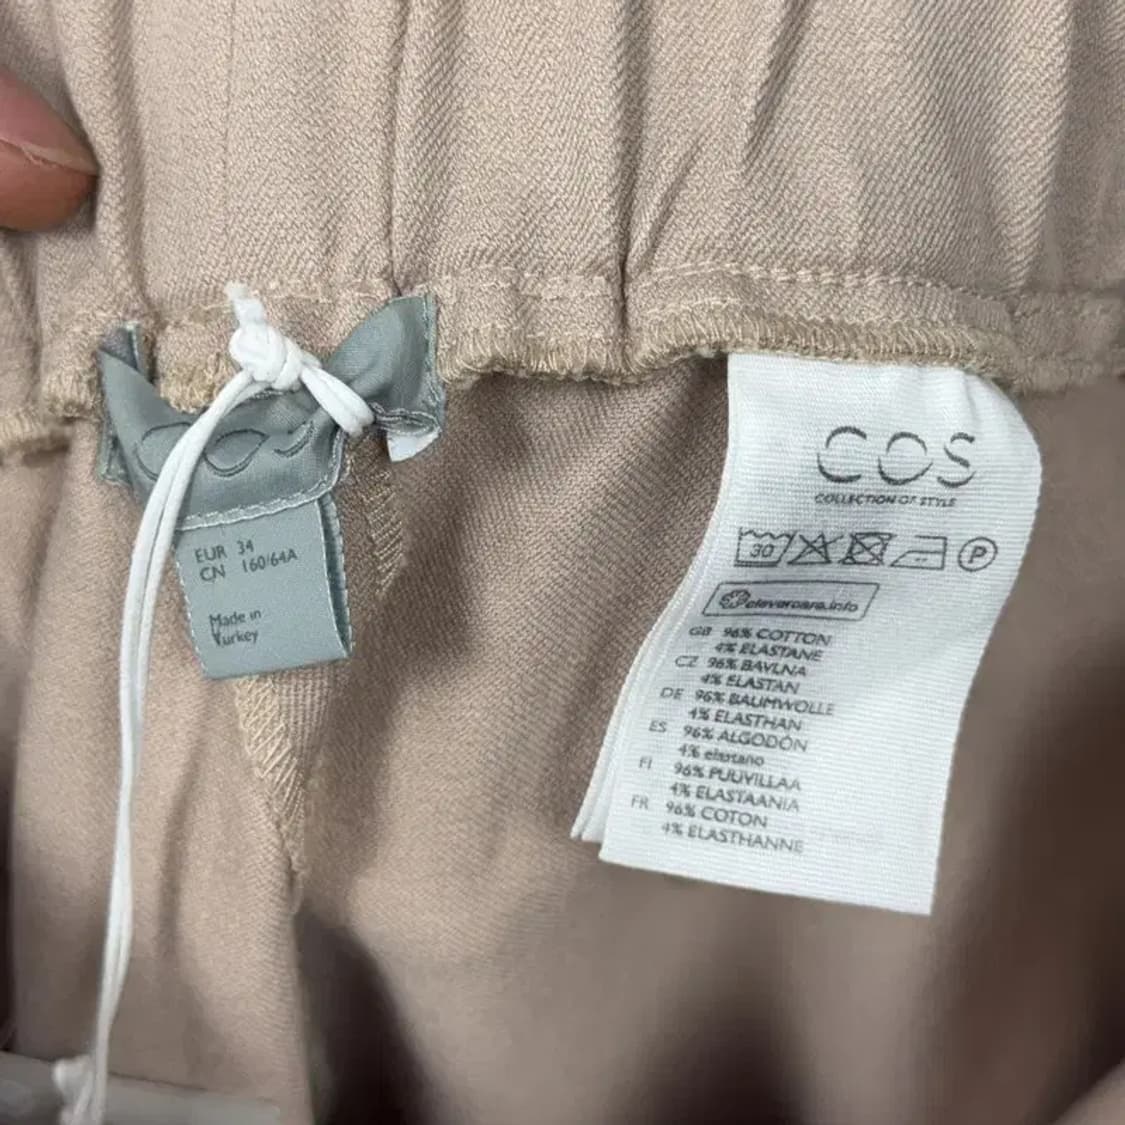 COS
EUR 34
CN 160/64A
Made in
Turkey
COS
COLLECTION OF STYLE
30 P
clevercare.info
GB 96% COTTON
4% ELASTANE
CZ 96% BAVLNA
4% ELASTAN
DE 96% BAUMWOLLE
4% ELASTHAN
ES 96% ALGODÓN
4% elastano
FI 96% PUUVILLAA
4% ELASTAANIA
FR 96% COTON
4% ELASTHANNE